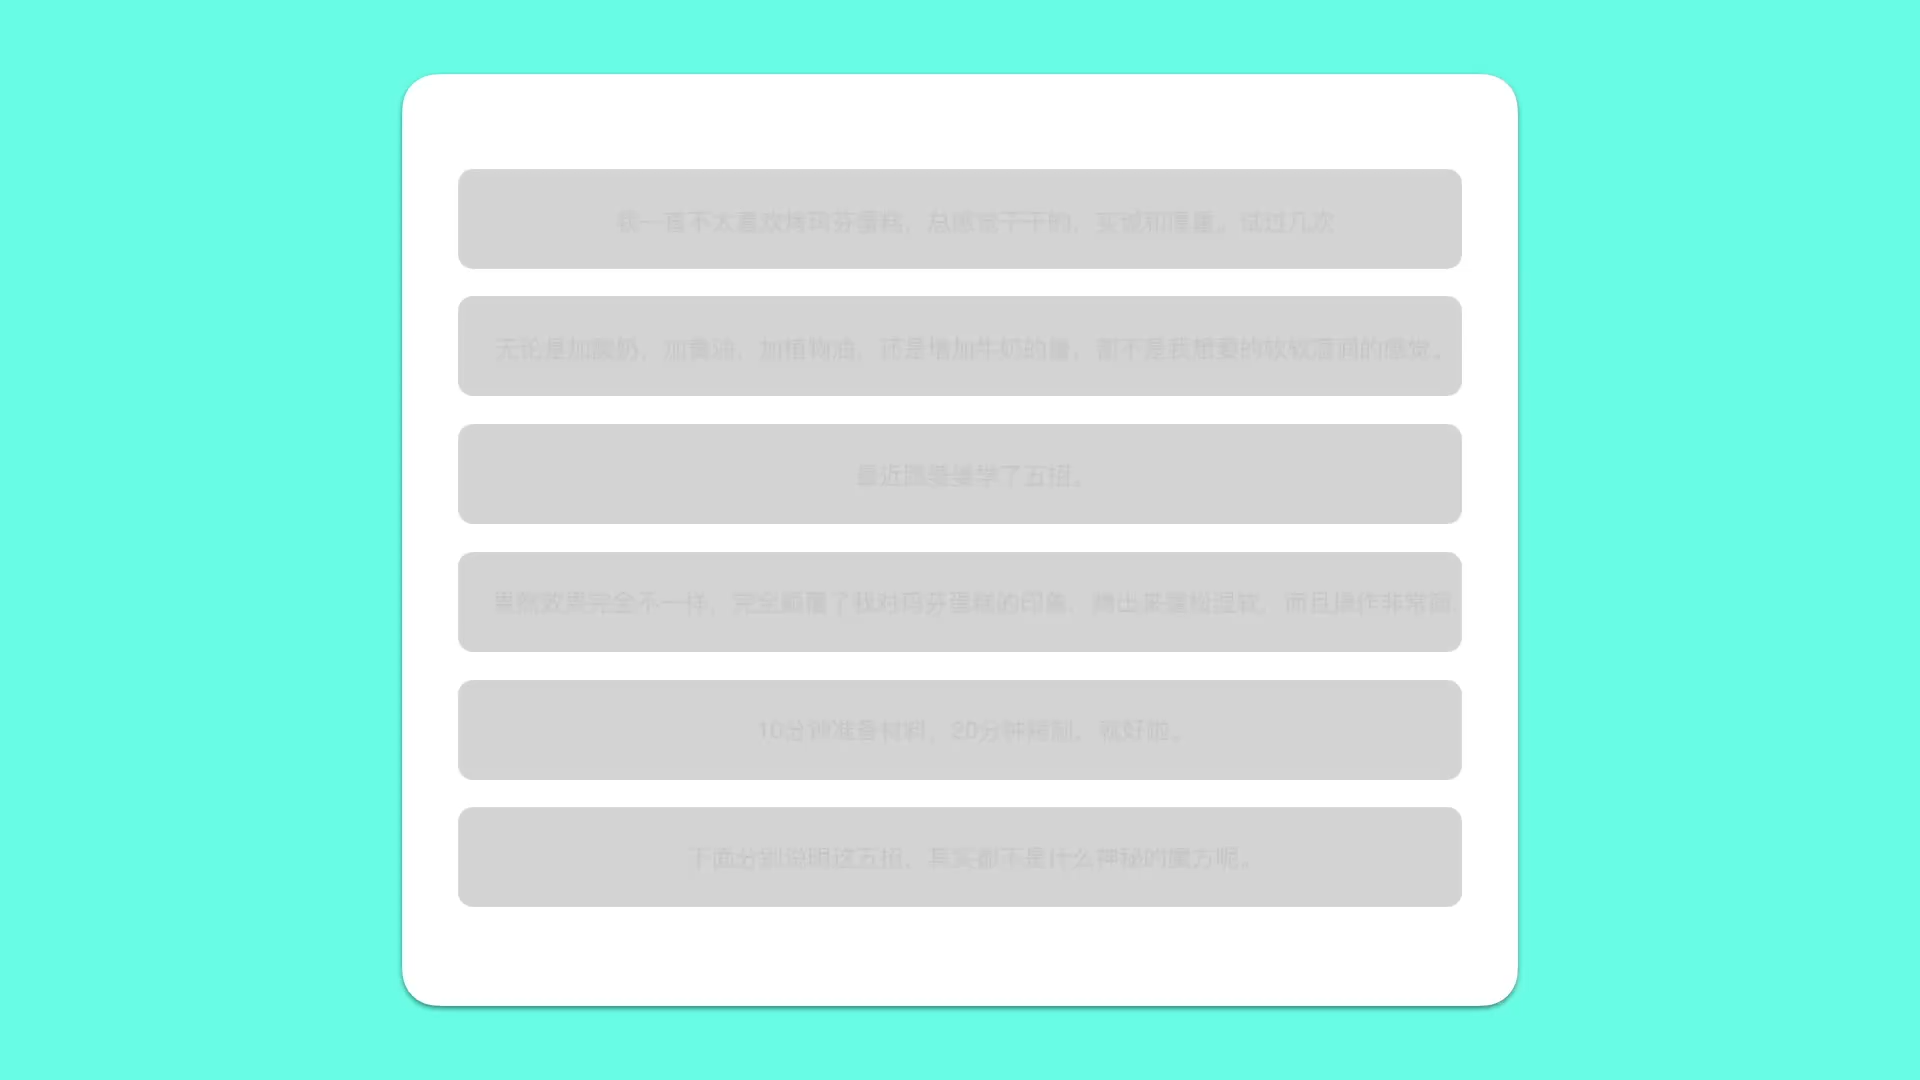 我一直不太喜欢烤玛芬蛋糕，总感觉干干的，实诚和厚重。试过几次
无论是加酸奶，加黄油，加植物油，还是增加牛奶的量，都不是我想要的软软湿润的感觉。
最近跟婆婆学了五招。
果然效果完全不一样，完全颠覆了我对玛芬蛋糕的印象，烤出来蓬松湿软，而且操作非常简
10分钟准备材料，20分钟烤制，就好啦。
下面分别说明这五招，其实都不是什么神秘的魔方呢。